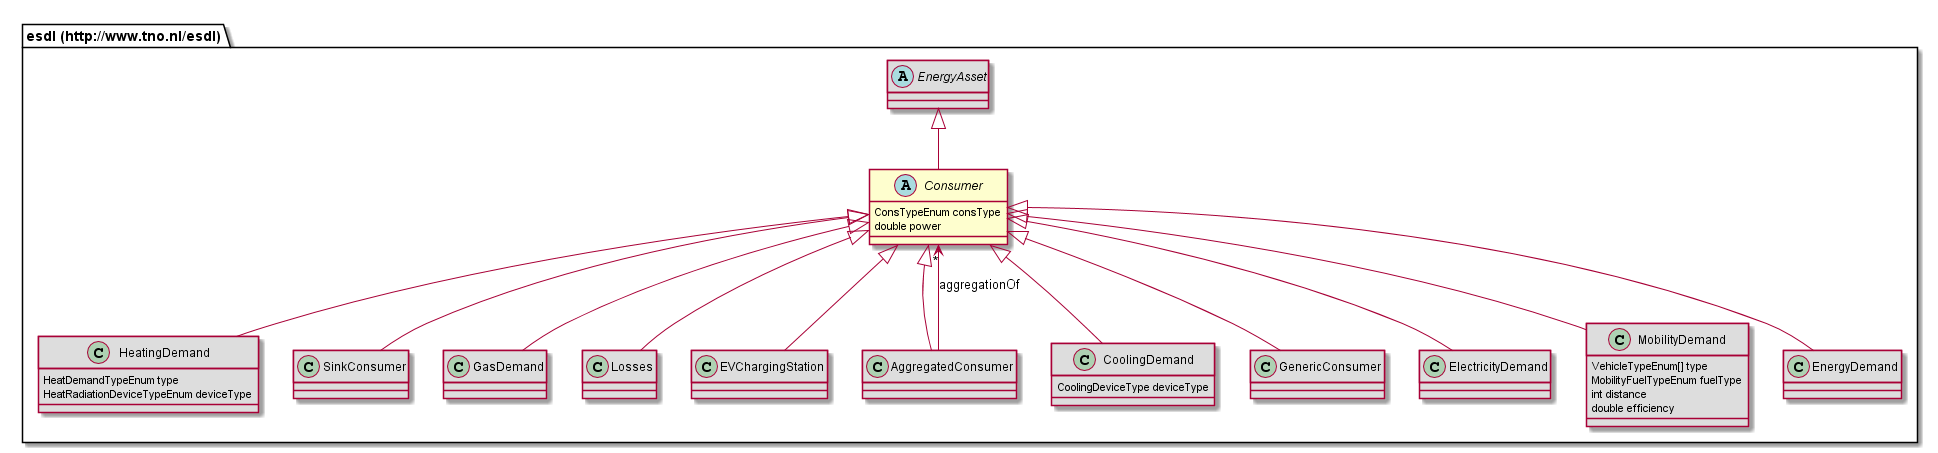 esdl (http://www.tno.nl/esdl)
A EnergyAsset
A Consumer
ConsTypeEnum consType
double power
*
aggregationOf
C HeatingDemand
HeatDemandTypeEnum type
HeatRadiationDeviceTypeEnum deviceType
C SinkConsumer
C GasDemand
C Losses
C EVChargingStation
C AggregatedConsumer
C CoolingDemand
CoolingDeviceType deviceType
C GenericConsumer
C ElectricityDemand
C MobilityDemand
VehicleTypeEnum[] type
MobilityFuelTypeEnum fuelType
int distance
double efficiency
C EnergyDemand